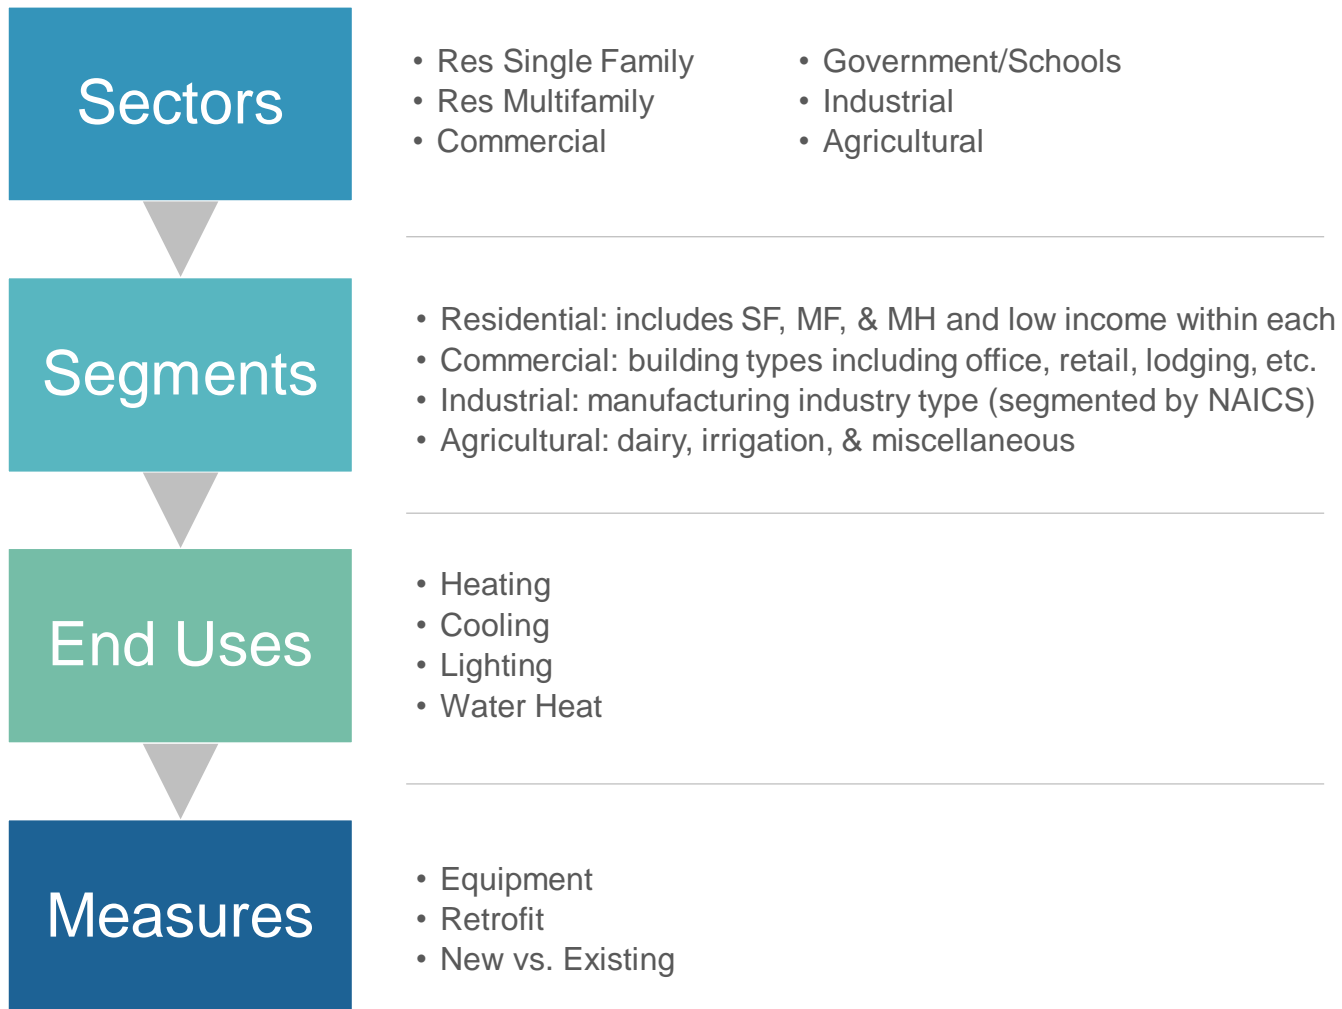 Sectors
• Res Single Family
• Res Multifamily
• Commercial
• Government/Schools
• Industrial
• Agricultural
Segments
• Residential: includes SF, MF, & MH and low income within each
• Commercial: building types including office, retail, lodging, etc.
• Industrial: manufacturing industry type (segmented by NAICS)
• Agricultural: dairy, irrigation, & miscellaneous
End Uses
• Heating
• Cooling
• Lighting
• Water Heat
Measures
• Equipment
• Retrofit
• New vs. Existing